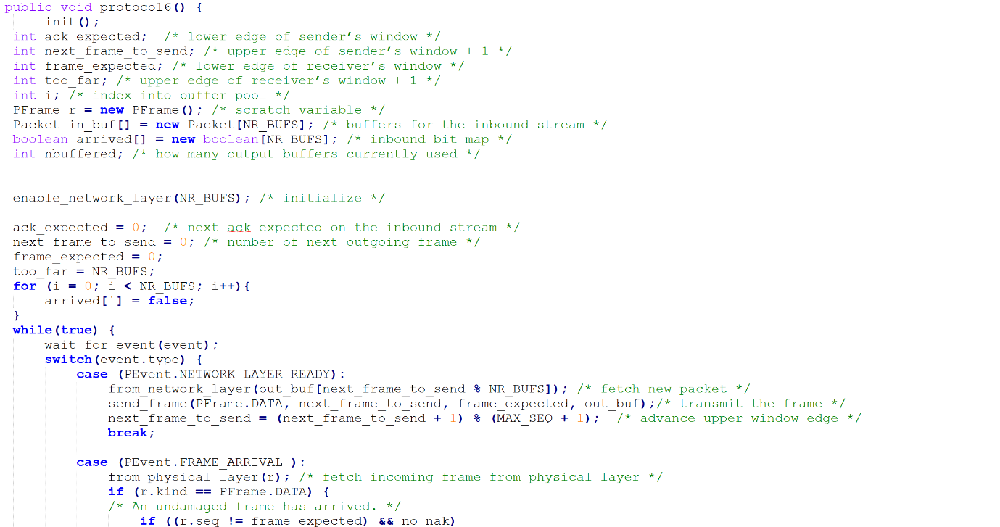 public void protocol6() {
init();
int ack_expected; /* lower edge of sender's window */
int next_frame_to_send; /* upper edge of sender's window + 1 */
int frame_expected; /* lower edge of receiver's window */
int too_far; /* upper edge of receiver's window + 1 */
int i; /* index into buffer pool */
PFrame r = new PFrame(); /* scratch variable */
Packet in_buf[] = new Packet[NR_BUFS]; /* buffers for the inbound stream */
boolean arrived[] = new boolean[NR_BUFS]; /* inbound bit map */
int nbuffered; /* how many output buffers currently used */
enable_network_layer(NR_BUFS); /* initialize */
ack_expected = 0; /* next ack expected on the inbound stream */
next_frame_to_send = 0; /* number of next outgoing frame */
frame_expected = 0;
too_far = NR_BUFS;
for (i = 0; i < NR_BUFS; i++){
arrived[i] = false;
}
while(true) {
wait_for_event(event);
switch(event.type) {
case (PEvent.NETWORK_LAYER_READY):
from_network_layer(out_buf[next_frame_to_send % NR_BUFS]); /* fetch new packet */
send_frame(PFrame.DATA, next_frame_to_send, frame_expected, out_buf);/* transmit the frame */
next_frame_to_send = (next_frame_to_send + 1) % (MAX_SEQ + 1); /* advance upper window edge */
break;
case (PEvent.FRAME_ARRIVAL ):
from_physical_layer(r); /* fetch incoming frame from physical layer */
if (r.kind == PFrame.DATA) {
/* An undamaged frame has arrived. */
if ((r.seq != frame_expected) && no_nak)